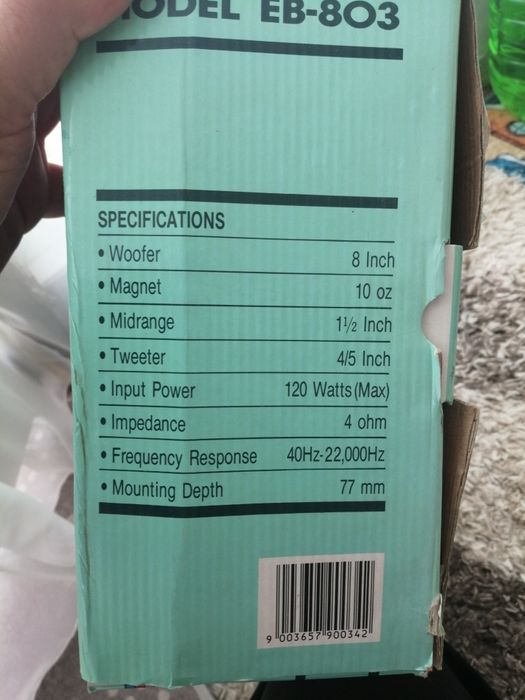 MODEL EB-803
SPECIFICATIONS
• Woofer 8 Inch
• Magnet 10 oz
• Midrange 1½ Inch
• Tweeter 4/5 Inch
• Input Power 120 Watts(Max)
• Impedance 4 ohm
• Frequency Response 40Hz-22,000Hz
• Mounting Depth 77 mm
9 003657 900342